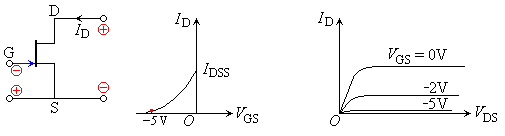 D
I_D
⊕
G
⊖
⊕
S
⊖
I_D
I_DSS
−5 V
O
V_GS
I_D
V_GS = 0V
-2V
-5V
O
V_DS